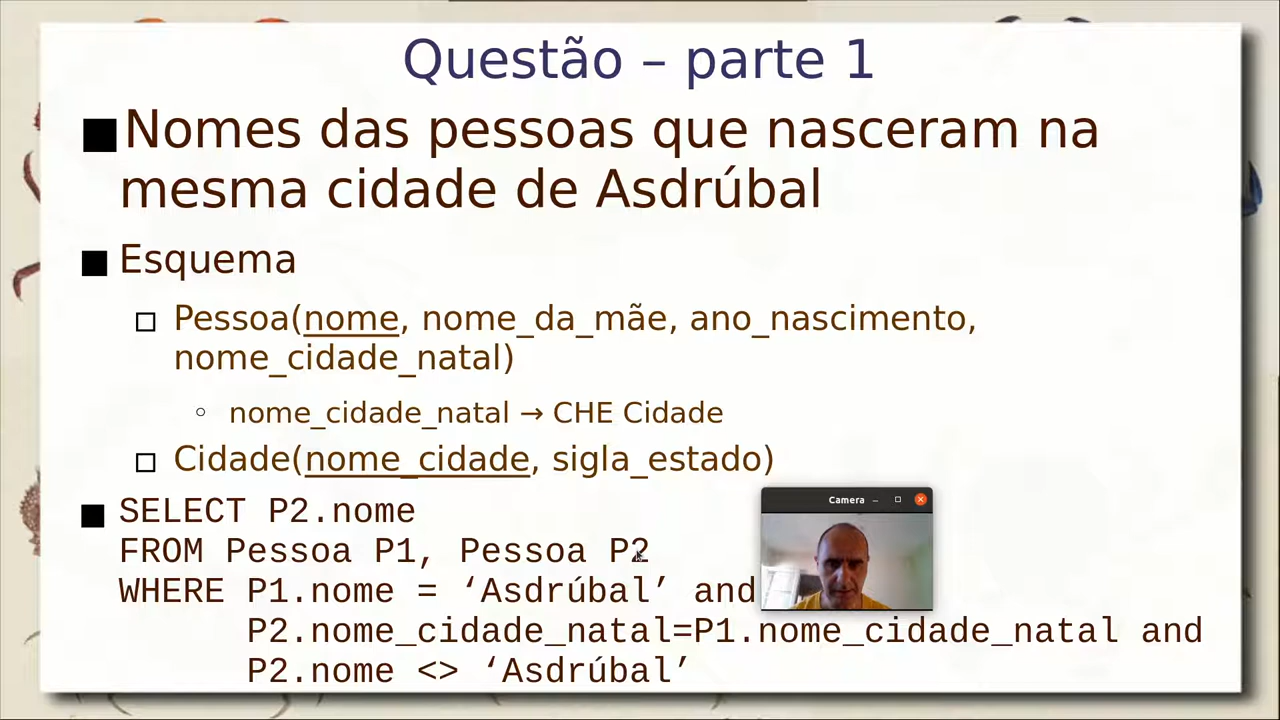 Questão – parte 1
Nomes das pessoas que nasceram na
mesma cidade de Asdrúbal
Esquema
Pessoa(nome, nome_da_mãe, ano_nascimento,
nome_cidade_natal)
nome_cidade_natal → CHE Cidade
Cidade(nome_cidade, sigla_estado)
SELECT P2.nome
FROM Pessoa P1, Pessoa P2
WHERE P1.nome = ‘Asdrúbal’ and
P2.nome_cidade_natal=P1.nome_cidade_natal and
P2.nome <> ‘Asdrúbal’
Camera